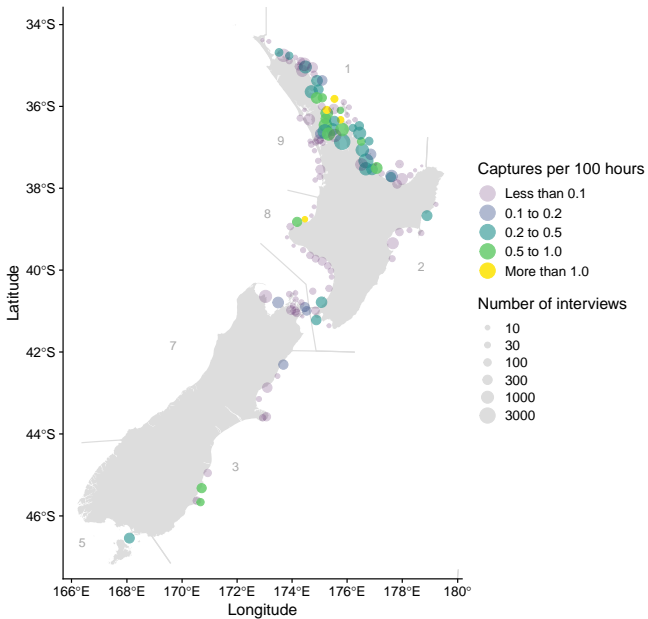 34°S
36°S
38°S
40°S
42°S
44°S
46°S
Latitude
1
9
8
2
7
3
5
166°E
168°E
170°E
172°E
174°E
176°E
178°E
180°
Longitude
Captures per 100 hours
Less than 0.1
0.1 to 0.2
0.2 to 0.5
0.5 to 1.0
More than 1.0
Number of interviews
10
30
100
300
1000
3000